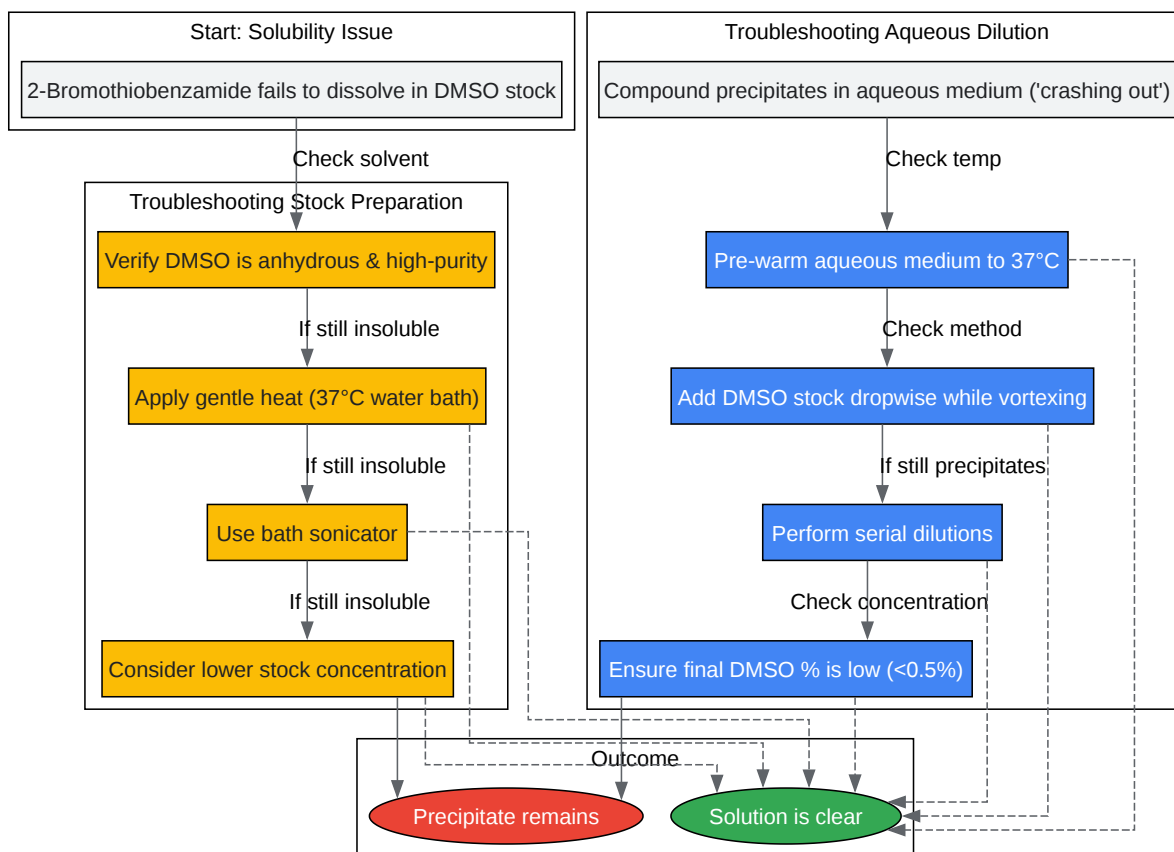 Start: Solubility Issue
2-Bromothiobenzamide fails to dissolve in DMSO stock
Check solvent
Troubleshooting Stock Preparation
Verify DMSO is anhydrous & high-purity
If still insoluble
Apply gentle heat (37°C water bath)
If still insoluble
Use bath sonicator
If still insoluble
Consider lower stock concentration
Troubleshooting Aqueous Dilution
Compound precipitates in aqueous medium ('crashing out')
Check temp
Pre-warm aqueous medium to 37°C
Check method
Add DMSO stock dropwise while vortexing
If still precipitates
Perform serial dilutions
Check concentration
Ensure final DMSO % is low (<0.5%)
Outcome
Precipitate remains
Solution is clear